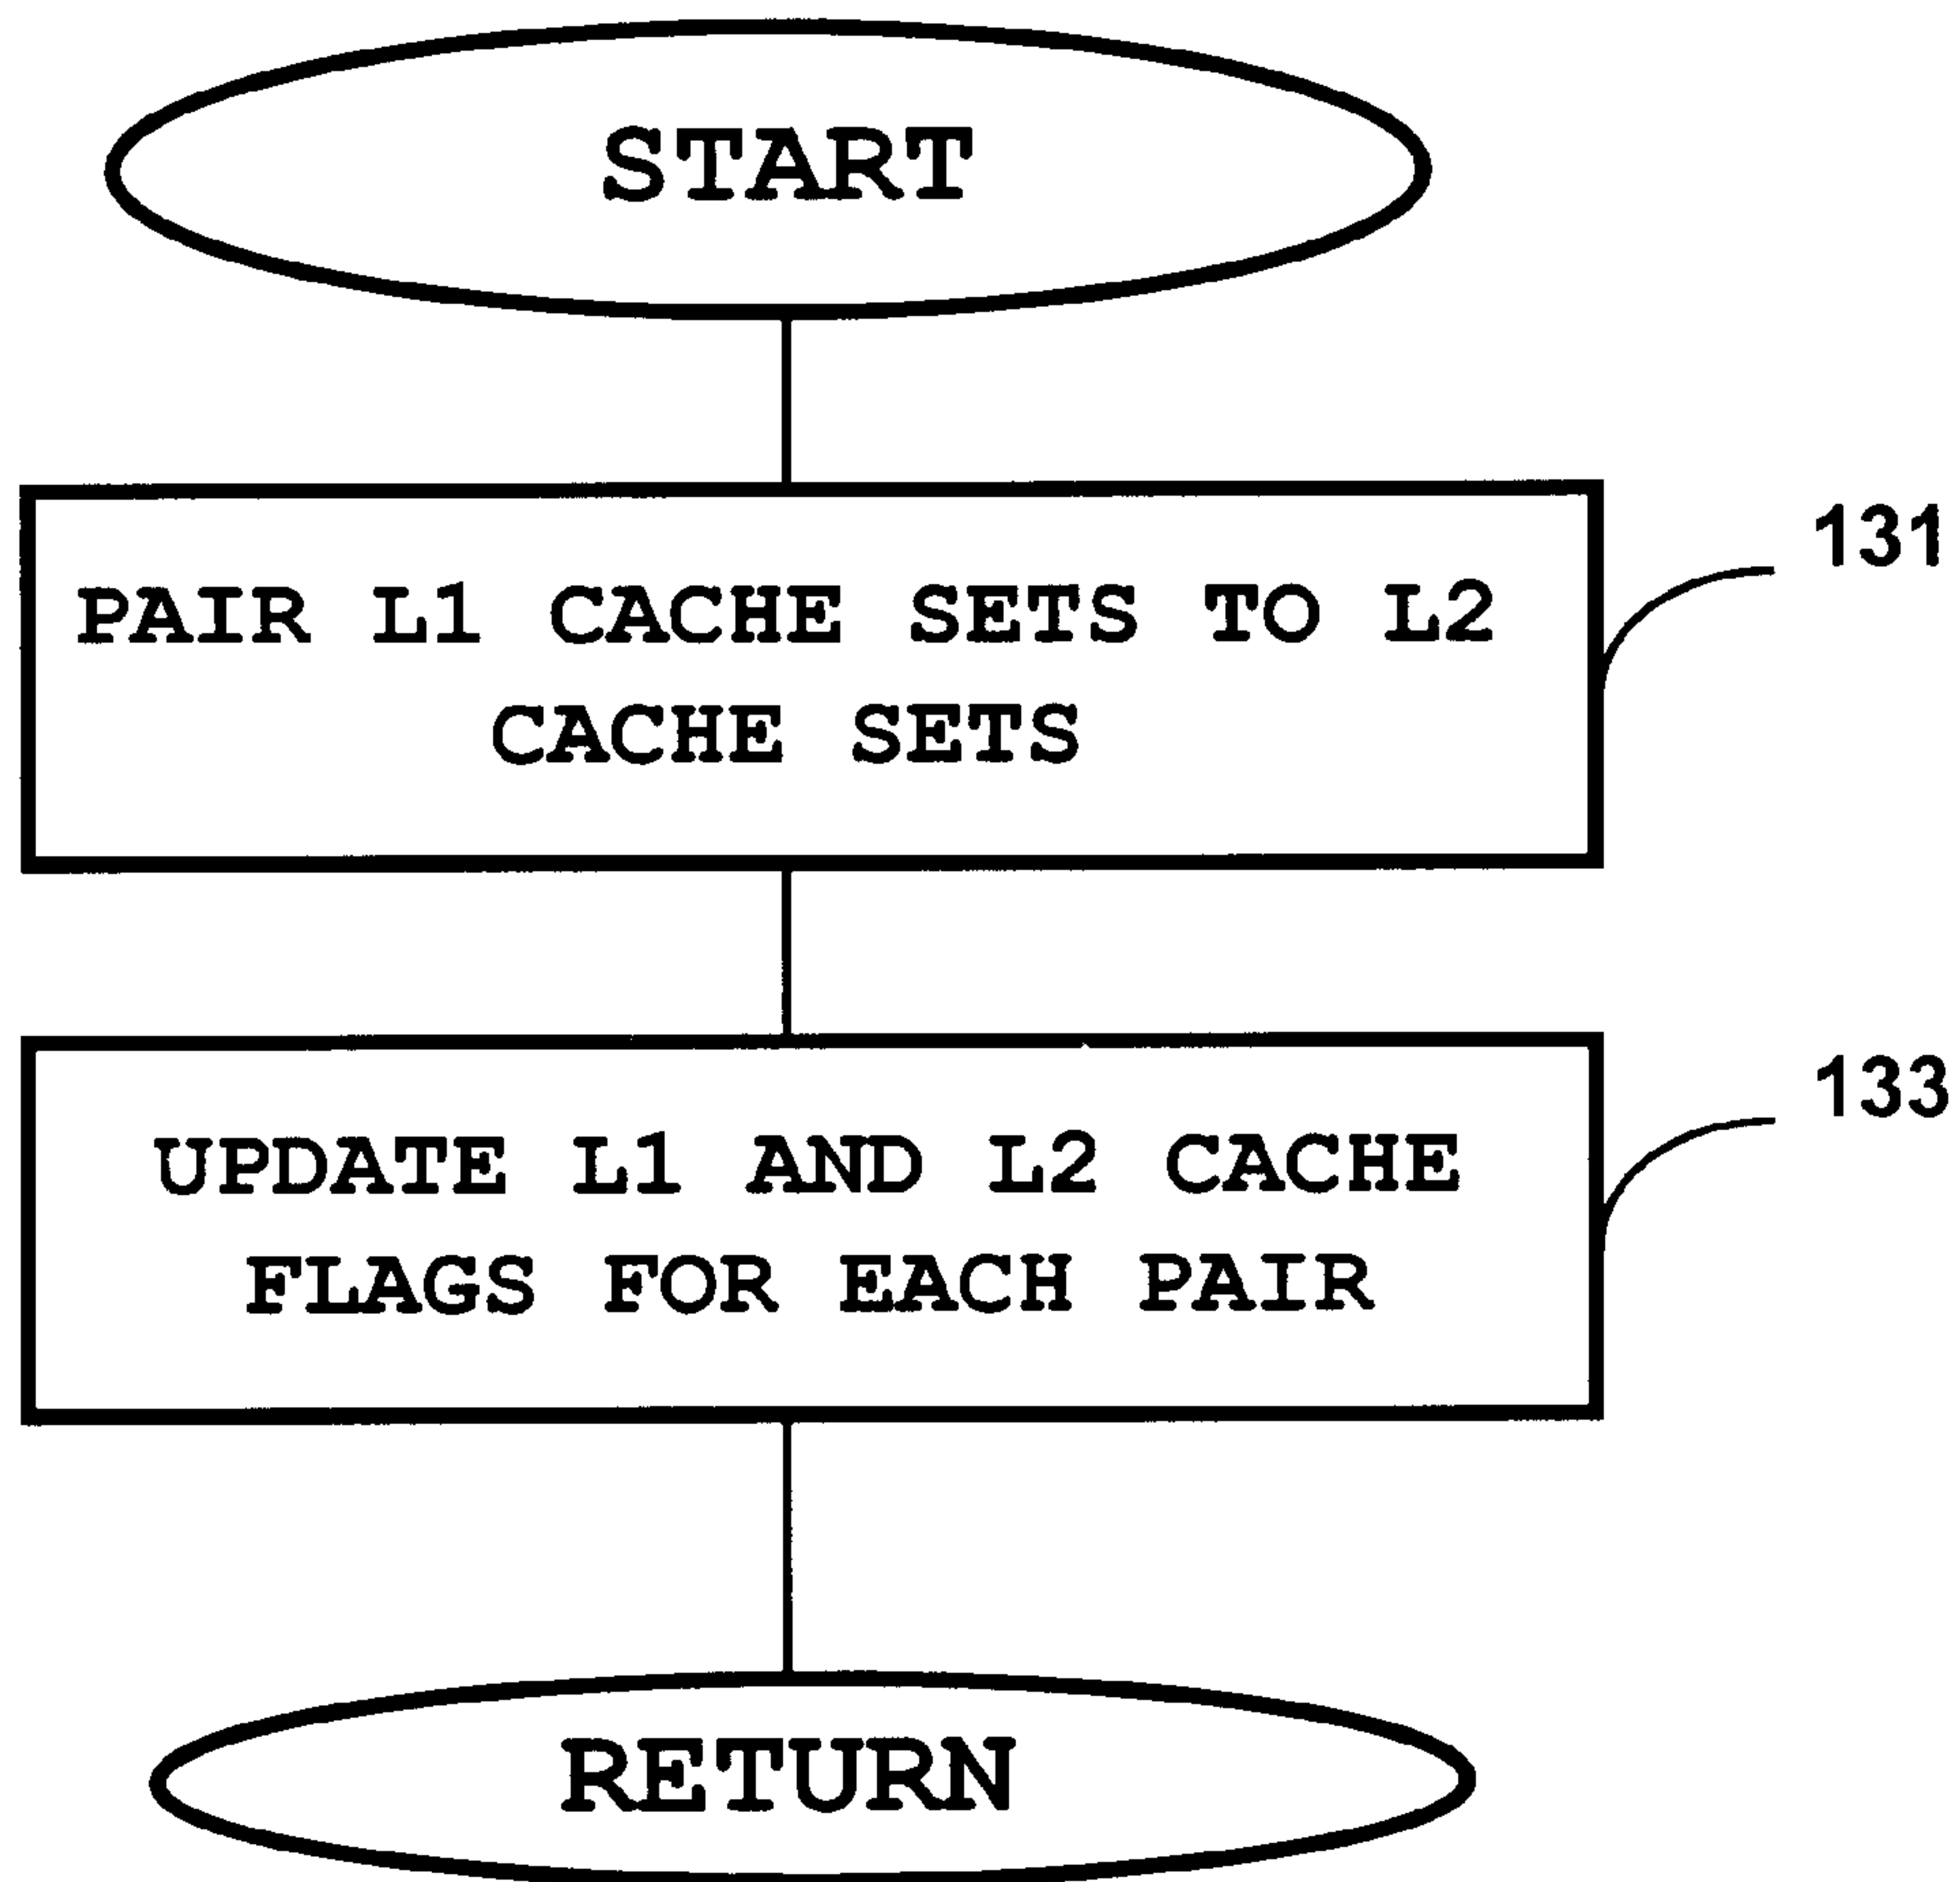 START
131
PAIR L1 CACHE SETS TO L2
CACHE SETS
133
UPDATE L1 AND L2 CACHE
FLAGS FOR EACH PAIR
RETURN